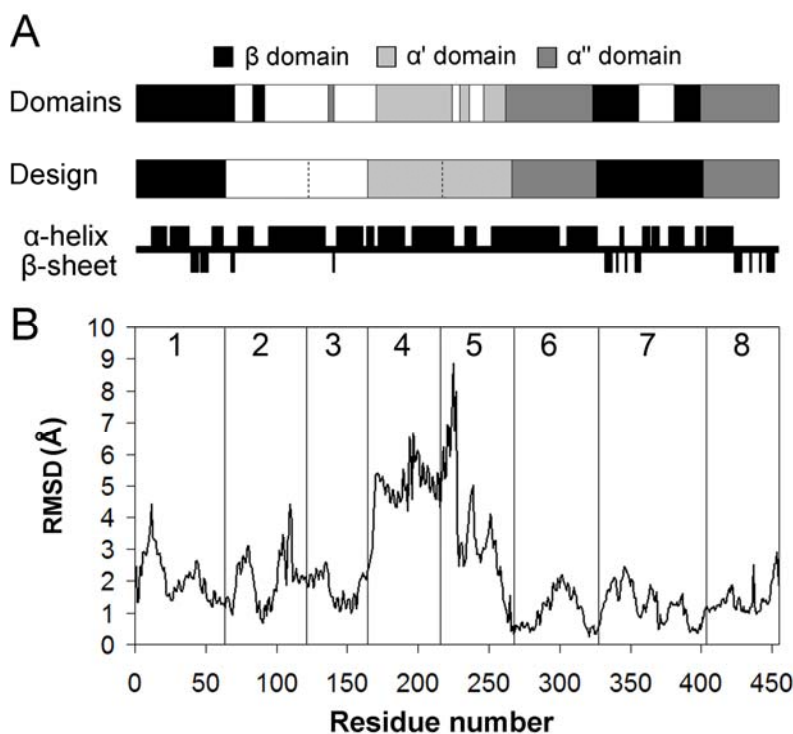 A
β domain α' domain α'' domain
Domains
Design
α-helix
β-sheet
B
1 2 3 4 5 6 7 8
10
9
8
7
6
5
4
3
2
1
0
RMSD (Å)
0 50 100 150 200 250 300 350 400 450
Residue number